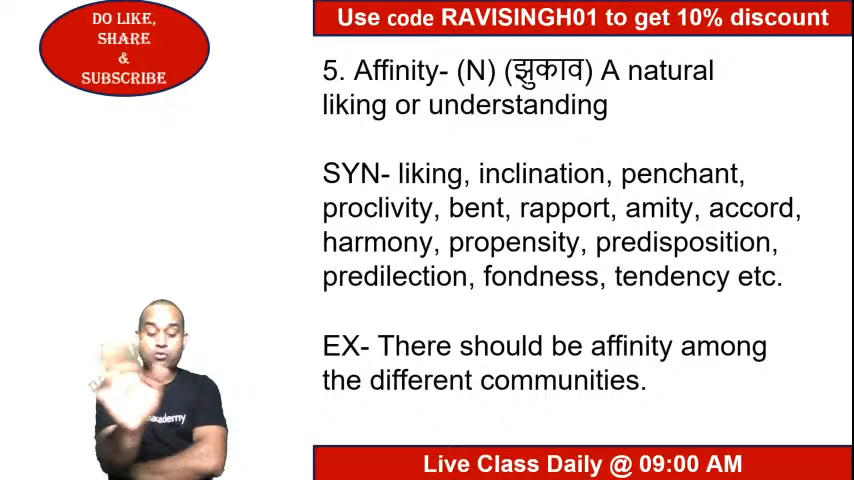 DO LIKE,
SHARE
&
SUBSCRIBE
Use code RAVISINGH01 to get 10% discount
5. Affinity- (N) (झुकाव) A natural
liking or understanding
SYN- liking, inclination, penchant,
proclivity, bent, rapport, amity, accord,
harmony, propensity, predisposition,
predilection, fondness, tendency etc.
EX- There should be affinity among
the different communities.
Live Class Daily @ 09:00 AM